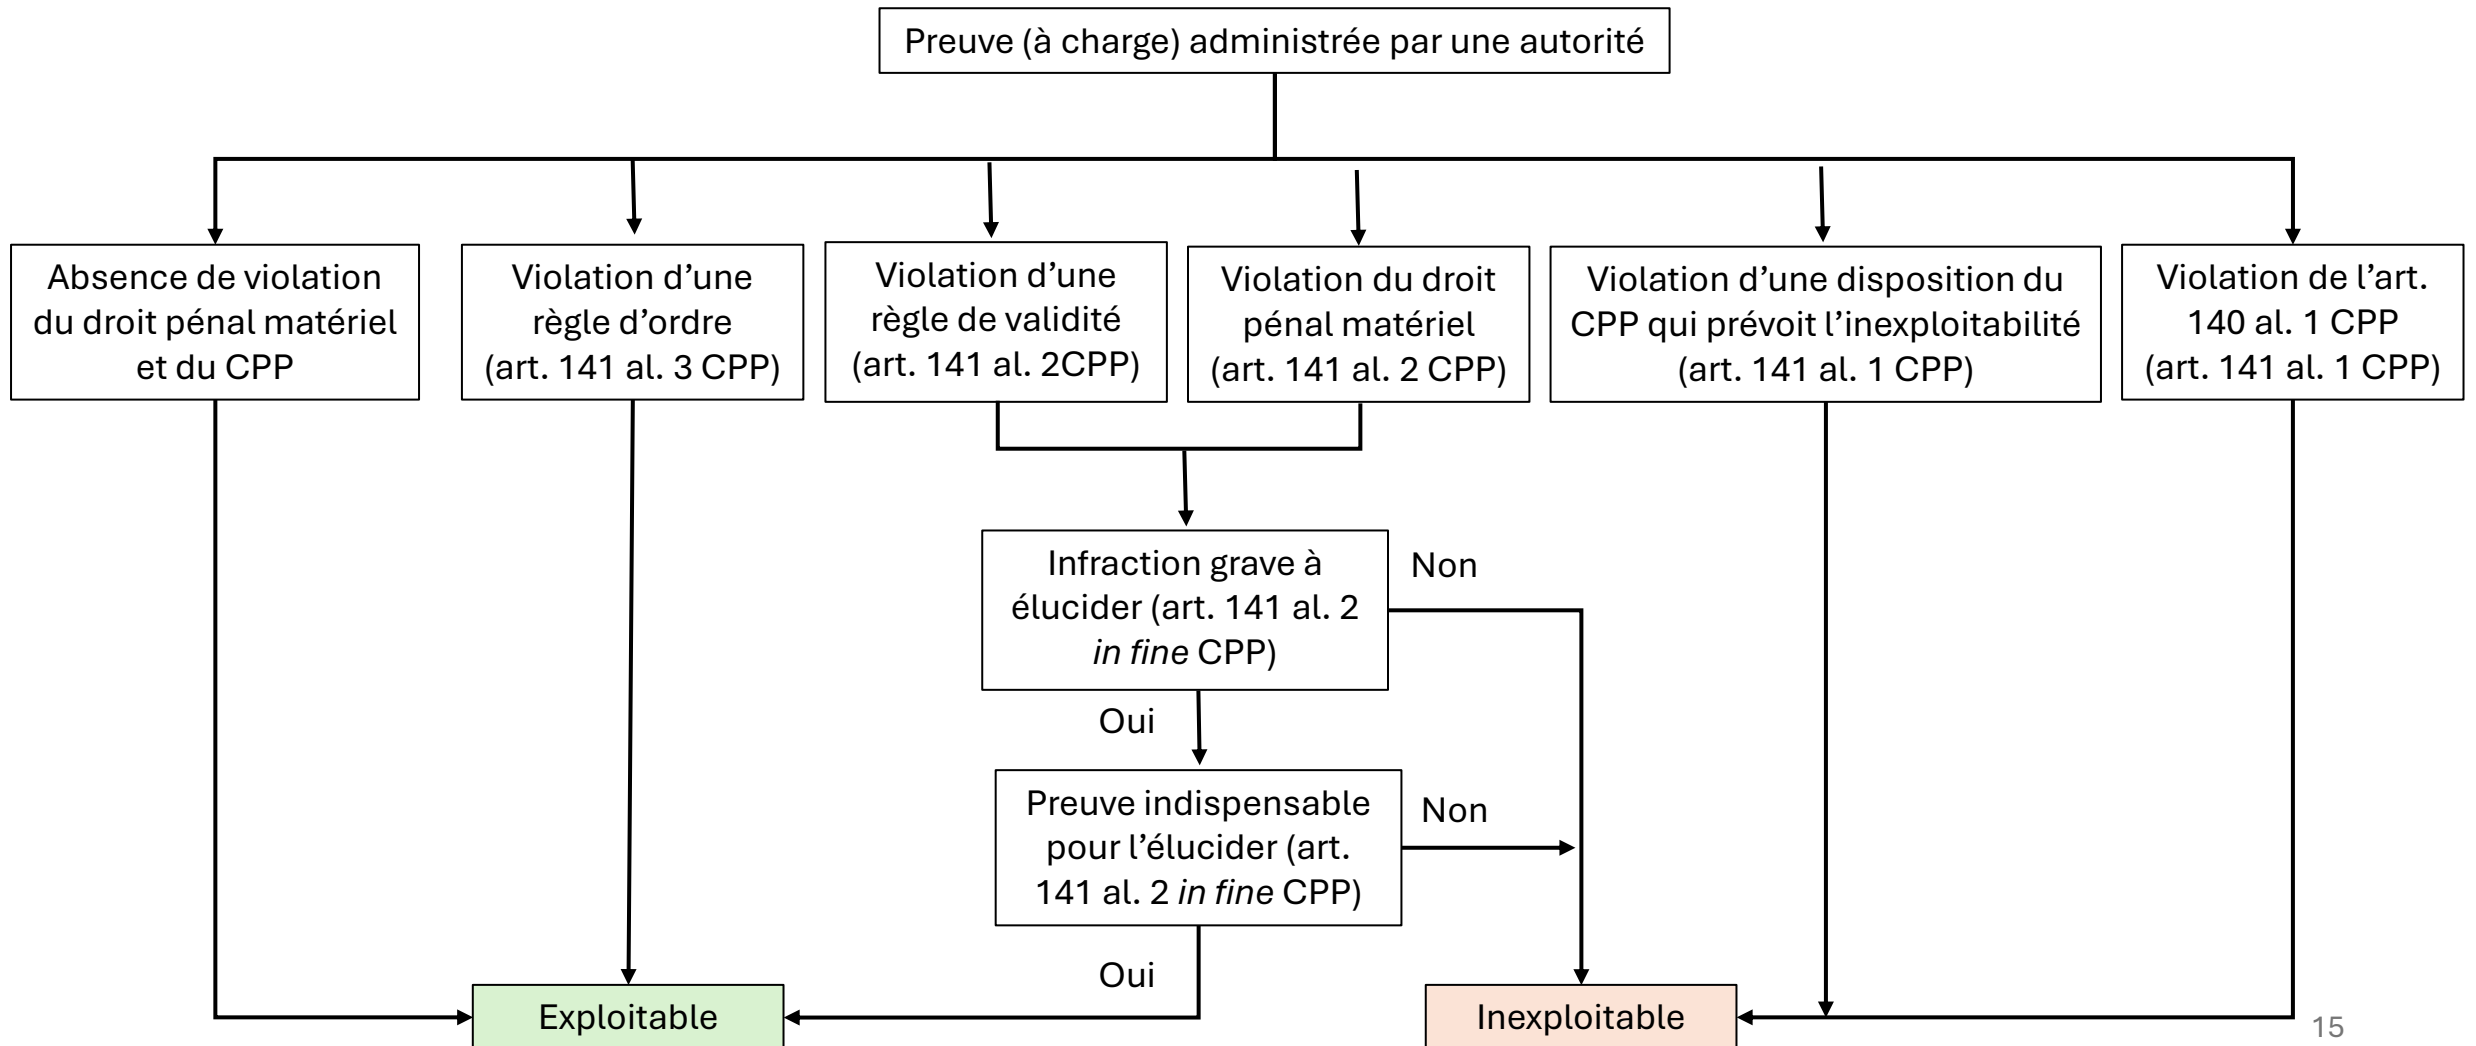 Preuve (à charge) administrée par une autorité
Absence de violation
du droit pénal matériel
et du CPP
Violation d’une
règle d’ordre
(art. 141 al. 3 CPP)
Violation d’une
règle de validité
(art. 141 al. 2CPP)
Violation du droit
pénal matériel
(art. 141 al. 2 CPP)
Violation d’une disposition du
CPP qui prévoit l’inexploitabilité
(art. 141 al. 1 CPP)
Violation de l’art.
140 al. 1 CPP
(art. 141 al. 1 CPP)
Infraction grave à
élucider (art. 141 al. 2
in fine CPP)
Non
Oui
Preuve indispensable
pour l’élucider (art.
141 al. 2 in fine CPP)
Non
Oui
Exploitable
Inexploitable
15